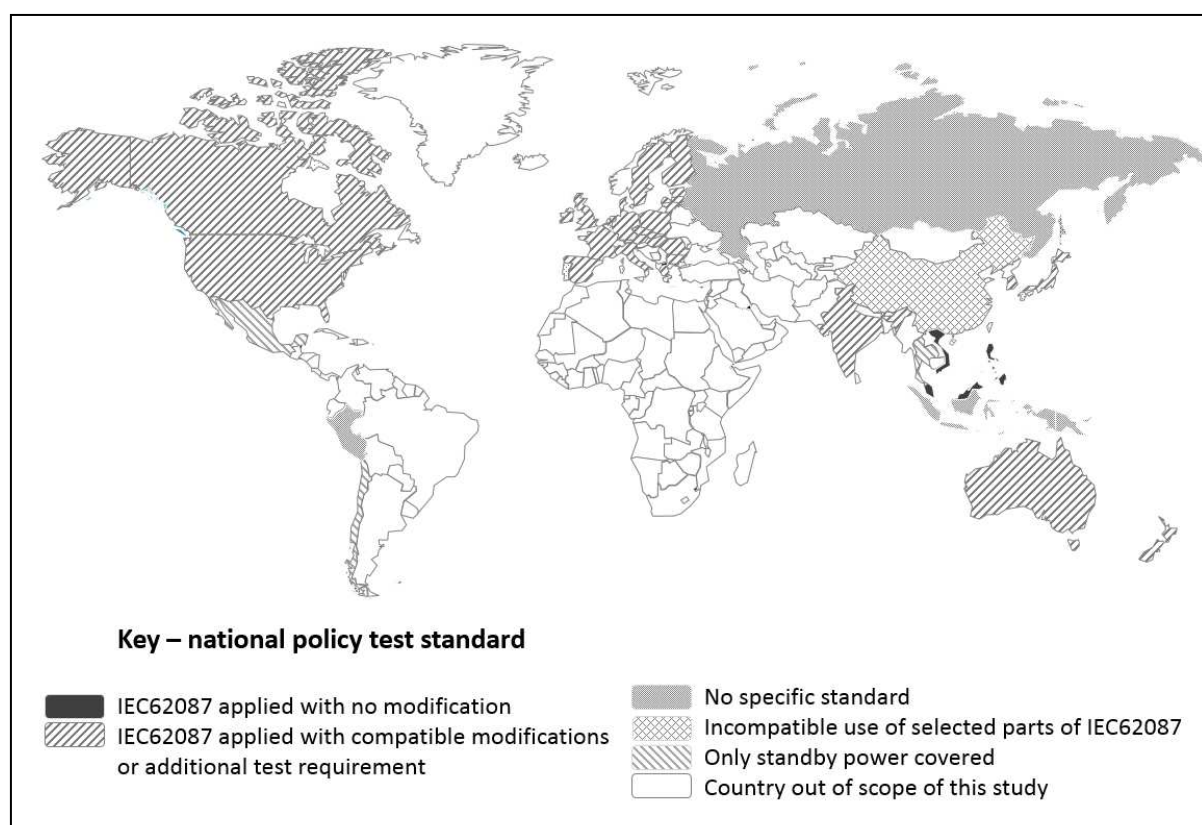 Key – national policy test standard
IEC62087 applied with no modification
IEC62087 applied with compatible modifications
or additional test requirement
No specific standard
Incompatible use of selected parts of IEC62087
Only standby power covered
Country out of scope of this study